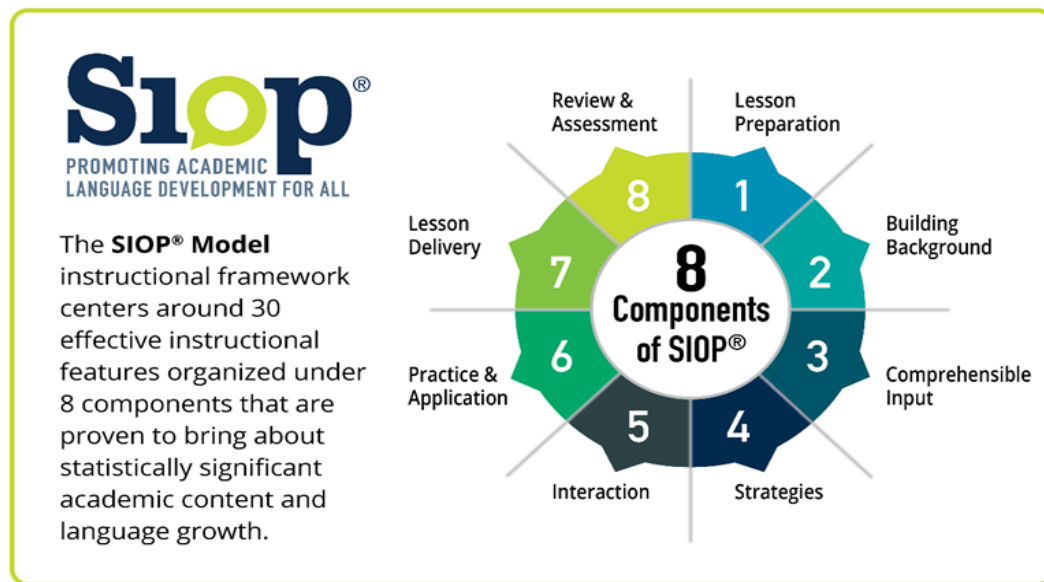 Siop®
PROMOTING ACADEMIC
LANGUAGE DEVELOPMENT FOR ALL
The SIOP® Model
instructional framework
centers around 30
effective instructional
features organized under
8 components that are
proven to bring about
statistically significant
academic content and
language growth.
8
Components
of SIOP®
1
Lesson
Preparation
2
Building
Background
3
Comprehensible
Input
4
Strategies
5
Interaction
6
Practice &
Application
7
Lesson
Delivery
8
Review &
Assessment